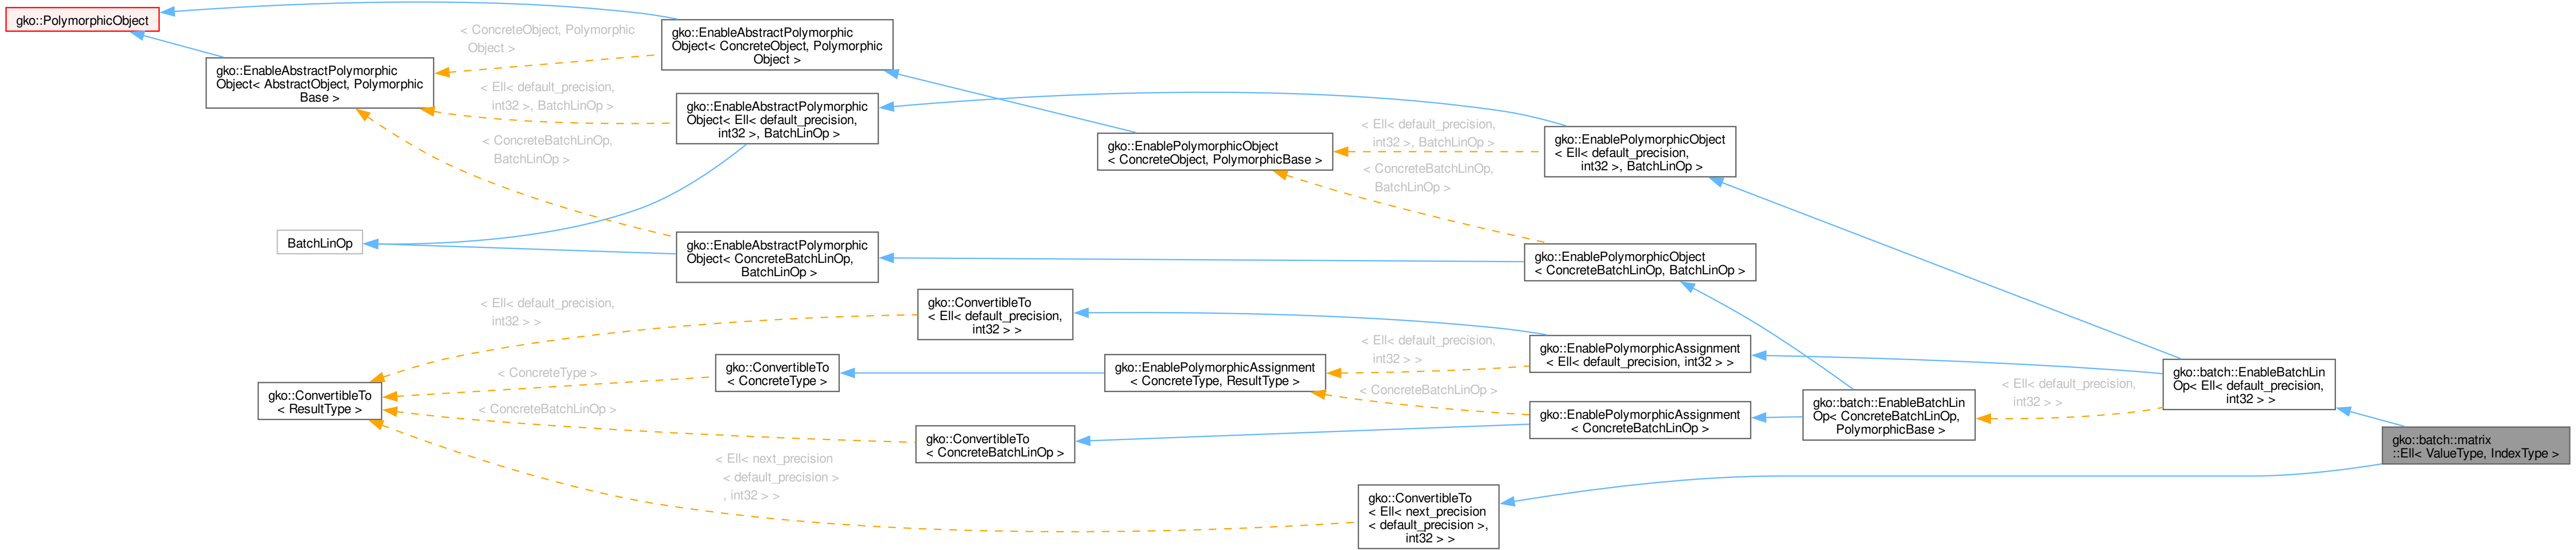 gko::PolymorphicObject
gko::EnableAbstractPolymorphic
Object< AbstractObject, Polymorphic
Base >
< ConcreteObject, Polymorphic
Object >
gko::EnableAbstractPolymorphic
Object< ConcreteObject, Polymorphic
Object >
< Ell< default_precision,
int32 >, BatchLinOp >
gko::EnableAbstractPolymorphic
Object< Ell< default_precision,
int32 >, BatchLinOp >
< ConcreteBatchLinOp,
BatchLinOp >
BatchLinOp
gko::EnableAbstractPolymorphic
Object< ConcreteBatchLinOp,
BatchLinOp >
gko::EnablePolymorphicObject
< ConcreteObject, PolymorphicBase >
< Ell< default_precision,
int32 >, BatchLinOp >
< ConcreteBatchLinOp,
BatchLinOp >
gko::EnablePolymorphicObject
< Ell< default_precision,
int32 >, BatchLinOp >
gko::EnablePolymorphicObject
< ConcreteBatchLinOp, BatchLinOp >
< Ell< default_precision,
int32 > >
gko::ConvertibleTo
< Ell< default_precision,
int32 > >
gko::ConvertibleTo
< ResultType >
< ConcreteType >
gko::ConvertibleTo
< ConcreteType >
< ConcreteBatchLinOp >
gko::ConvertibleTo
< ConcreteBatchLinOp >
gko::EnablePolymorphicAssignment
< ConcreteType, ResultType >
< Ell< default_precision,
int32 > >
< ConcreteBatchLinOp >
gko::EnablePolymorphicAssignment
< Ell< default_precision, int32 > >
gko::EnablePolymorphicAssignment
< ConcreteBatchLinOp >
gko::batch::EnableBatchLin
Op< ConcreteBatchLinOp,
PolymorphicBase >
< Ell< default_precision,
int32 > >
gko::batch::EnableBatchLin
Op< Ell< default_precision,
int32 > >
gko::batch::matrix
::Ell< ValueType, IndexType >
< Ell< next_precision
< default_precision >
, int32 > >
gko::ConvertibleTo
< Ell< next_precision
< default_precision >,
int32 > >